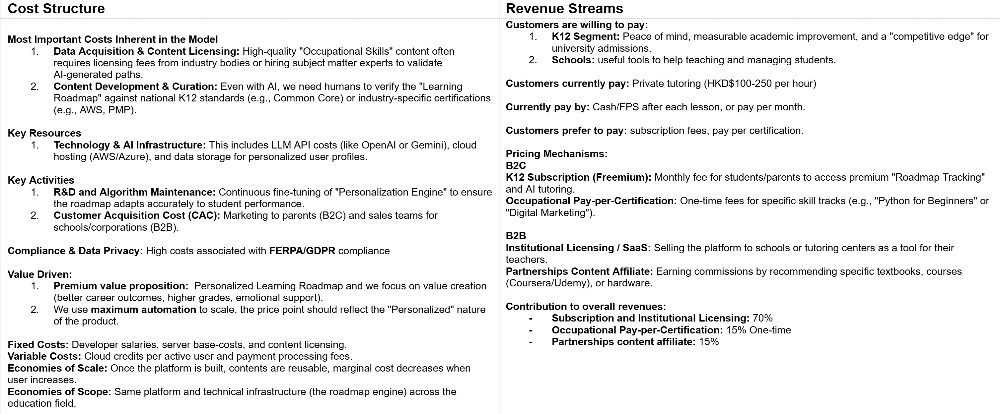 Cost Structure
Most Important Costs Inherent in the Model
1. Data Acquisition & Content Licensing: High-quality "Occupational Skills" content often
requires licensing fees from industry bodies or hiring subject matter experts to validate
AI-generated paths.
2. Content Development & Curation: Even with AI, we need humans to verify the "Learning
Roadmap" against national K12 standards (e.g., Common Core) or industry-specific certifications
(e.g., AWS, PMP).
Key Resources
1. Technology & AI Infrastructure: This includes LLM API costs (like OpenAI or Gemini), cloud
hosting (AWS/Azure), and data storage for personalized user profiles.
Key Activities
1. R&D and Algorithm Maintenance: Continuous fine-tuning of "Personalization Engine" to ensure
the roadmap adapts accurately to student performance.
2. Customer Acquisition Cost (CAC): Marketing to parents (B2C) and sales teams for
schools/corporations (B2B).
Compliance & Data Privacy: High costs associated with FERPA/GDPR compliance
Value Driven:
1. Premium value proposition: Personalized Learning Roadmap and we focus on value creation
(better career outcomes, higher grades, emotional support).
2. We use maximum automation to scale, the price point should reflect the "Personalized" nature
of the product.
Fixed Costs: Developer salaries, server base-costs, and content licensing.
Variable Costs: Cloud credits per active user and payment processing fees.
Economies of Scale: Once the platform is built, contents are reusable, marginal cost decreases when
user increases.
Economies of Scope: Same platform and technical infrastructure (the roadmap engine) across the
education field.
Revenue Streams
Customers are willing to pay:
1. K12 Segment: Peace of mind, measurable academic improvement, and a "competitive edge" for
university admissions.
2. Schools: useful tools to help teaching and managing students.
Customers currently pay: Private tutoring (HKD$100-250 per hour)
Currently pay by: Cash/FPS after each lesson, or pay per month.
Customers prefer to pay: subscription fees, pay per certification.
Pricing Mechanisms:
B2C
K12 Subscription (Freemium): Monthly fee for students/parents to access premium "Roadmap Tracking"
and AI tutoring.
Occupational Pay-per-Certification: One-time fees for specific skill tracks (e.g., "Python for Beginners" or
"Digital Marketing").
B2B
Institutional Licensing / SaaS: Selling the platform to schools or tutoring centers as a tool for their
teachers.
Partnerships Content Affiliate: Earning commissions by recommending specific textbooks, courses
(Coursera/Udemy), or hardware.
Contribution to overall revenues:
- Subscription and Institutional Licensing: 70%
- Occupational Pay-per-Certification: 15% One-time
- Partnerships content affiliate: 15%